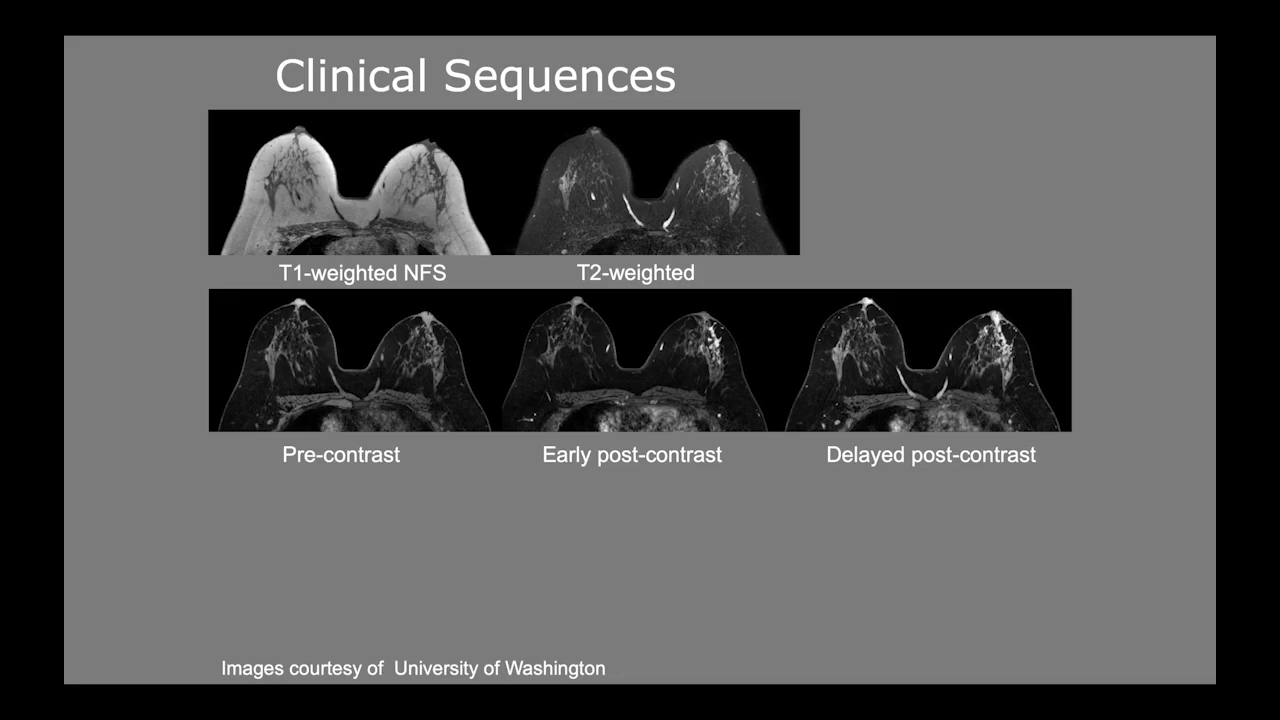 Clinical Sequences
T1-weighted NFS
T2-weighted
Pre-contrast
Early post-contrast
Delayed post-contrast
Images courtesy of University of Washington